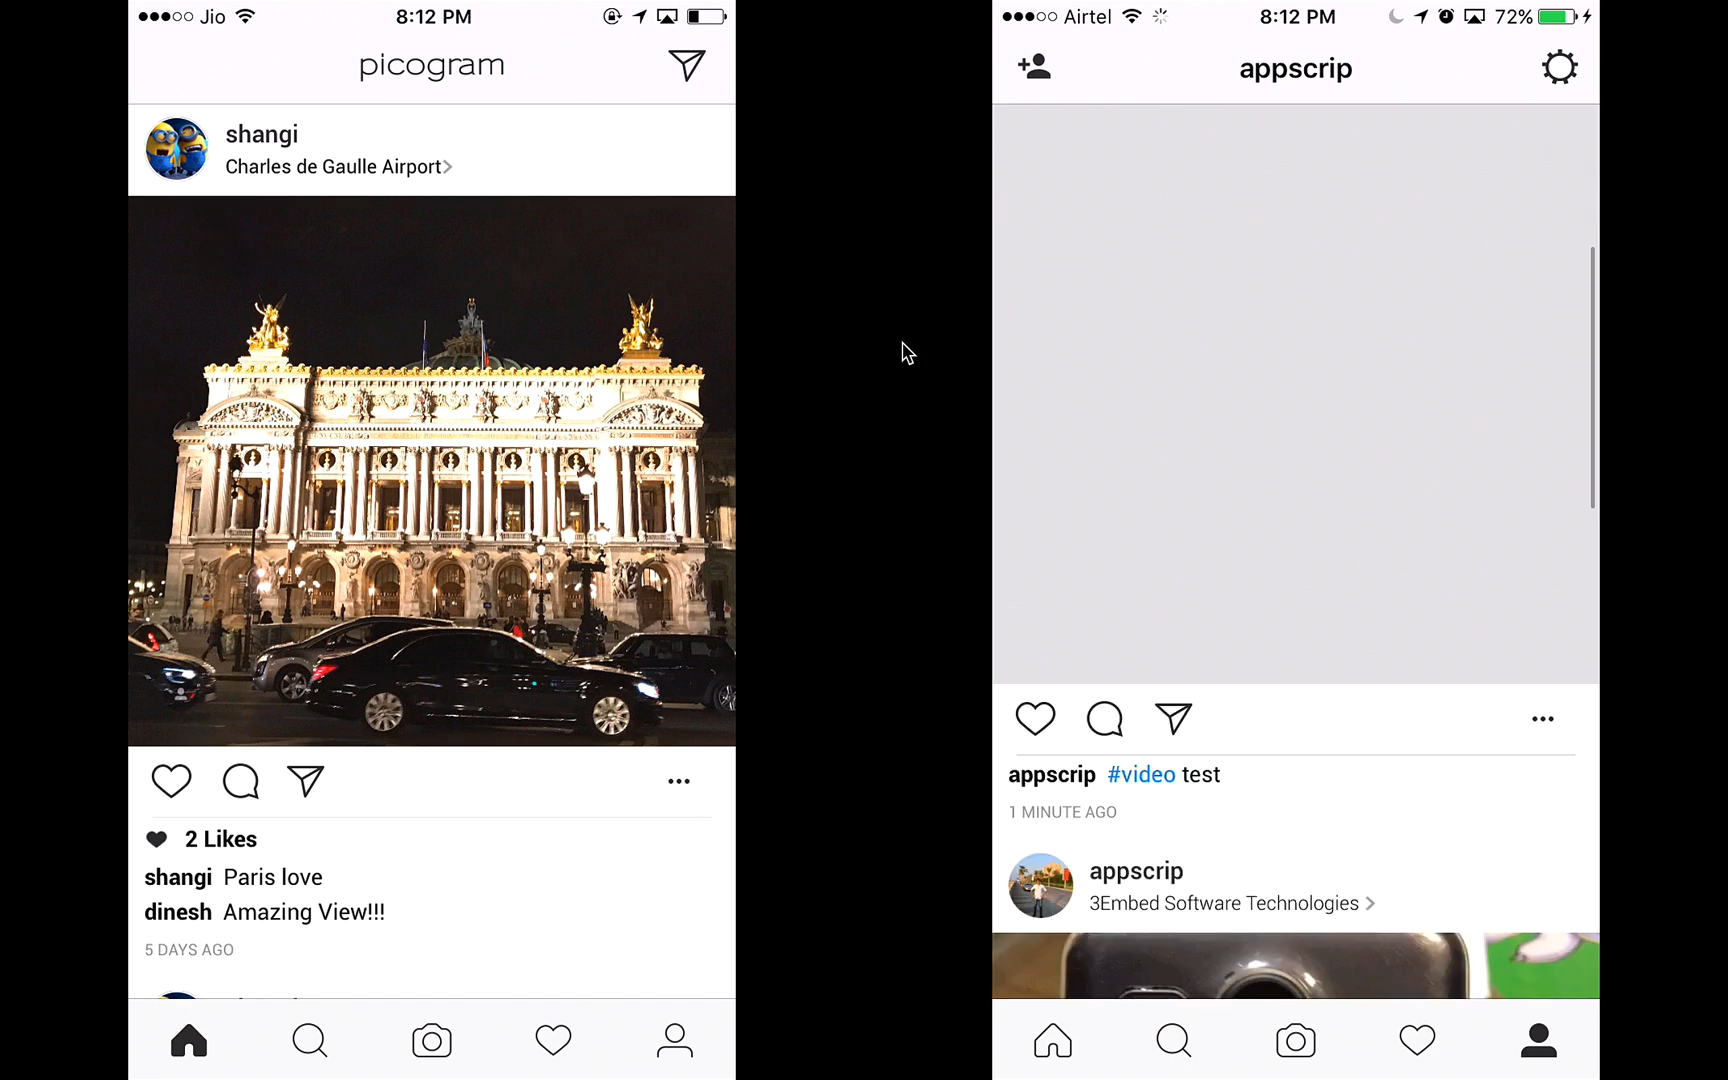 Jio
8:12 PM
picogram
shangi
Charles de Gaulle Airport
2 Likes
shangi Paris love
dinesh Amazing View!!!
5 DAYS AGO
Airtel
8:12 PM
72%
appscrip
appscrip #video test
1 MINUTE AGO
appscrip
3Embed Software Technologies